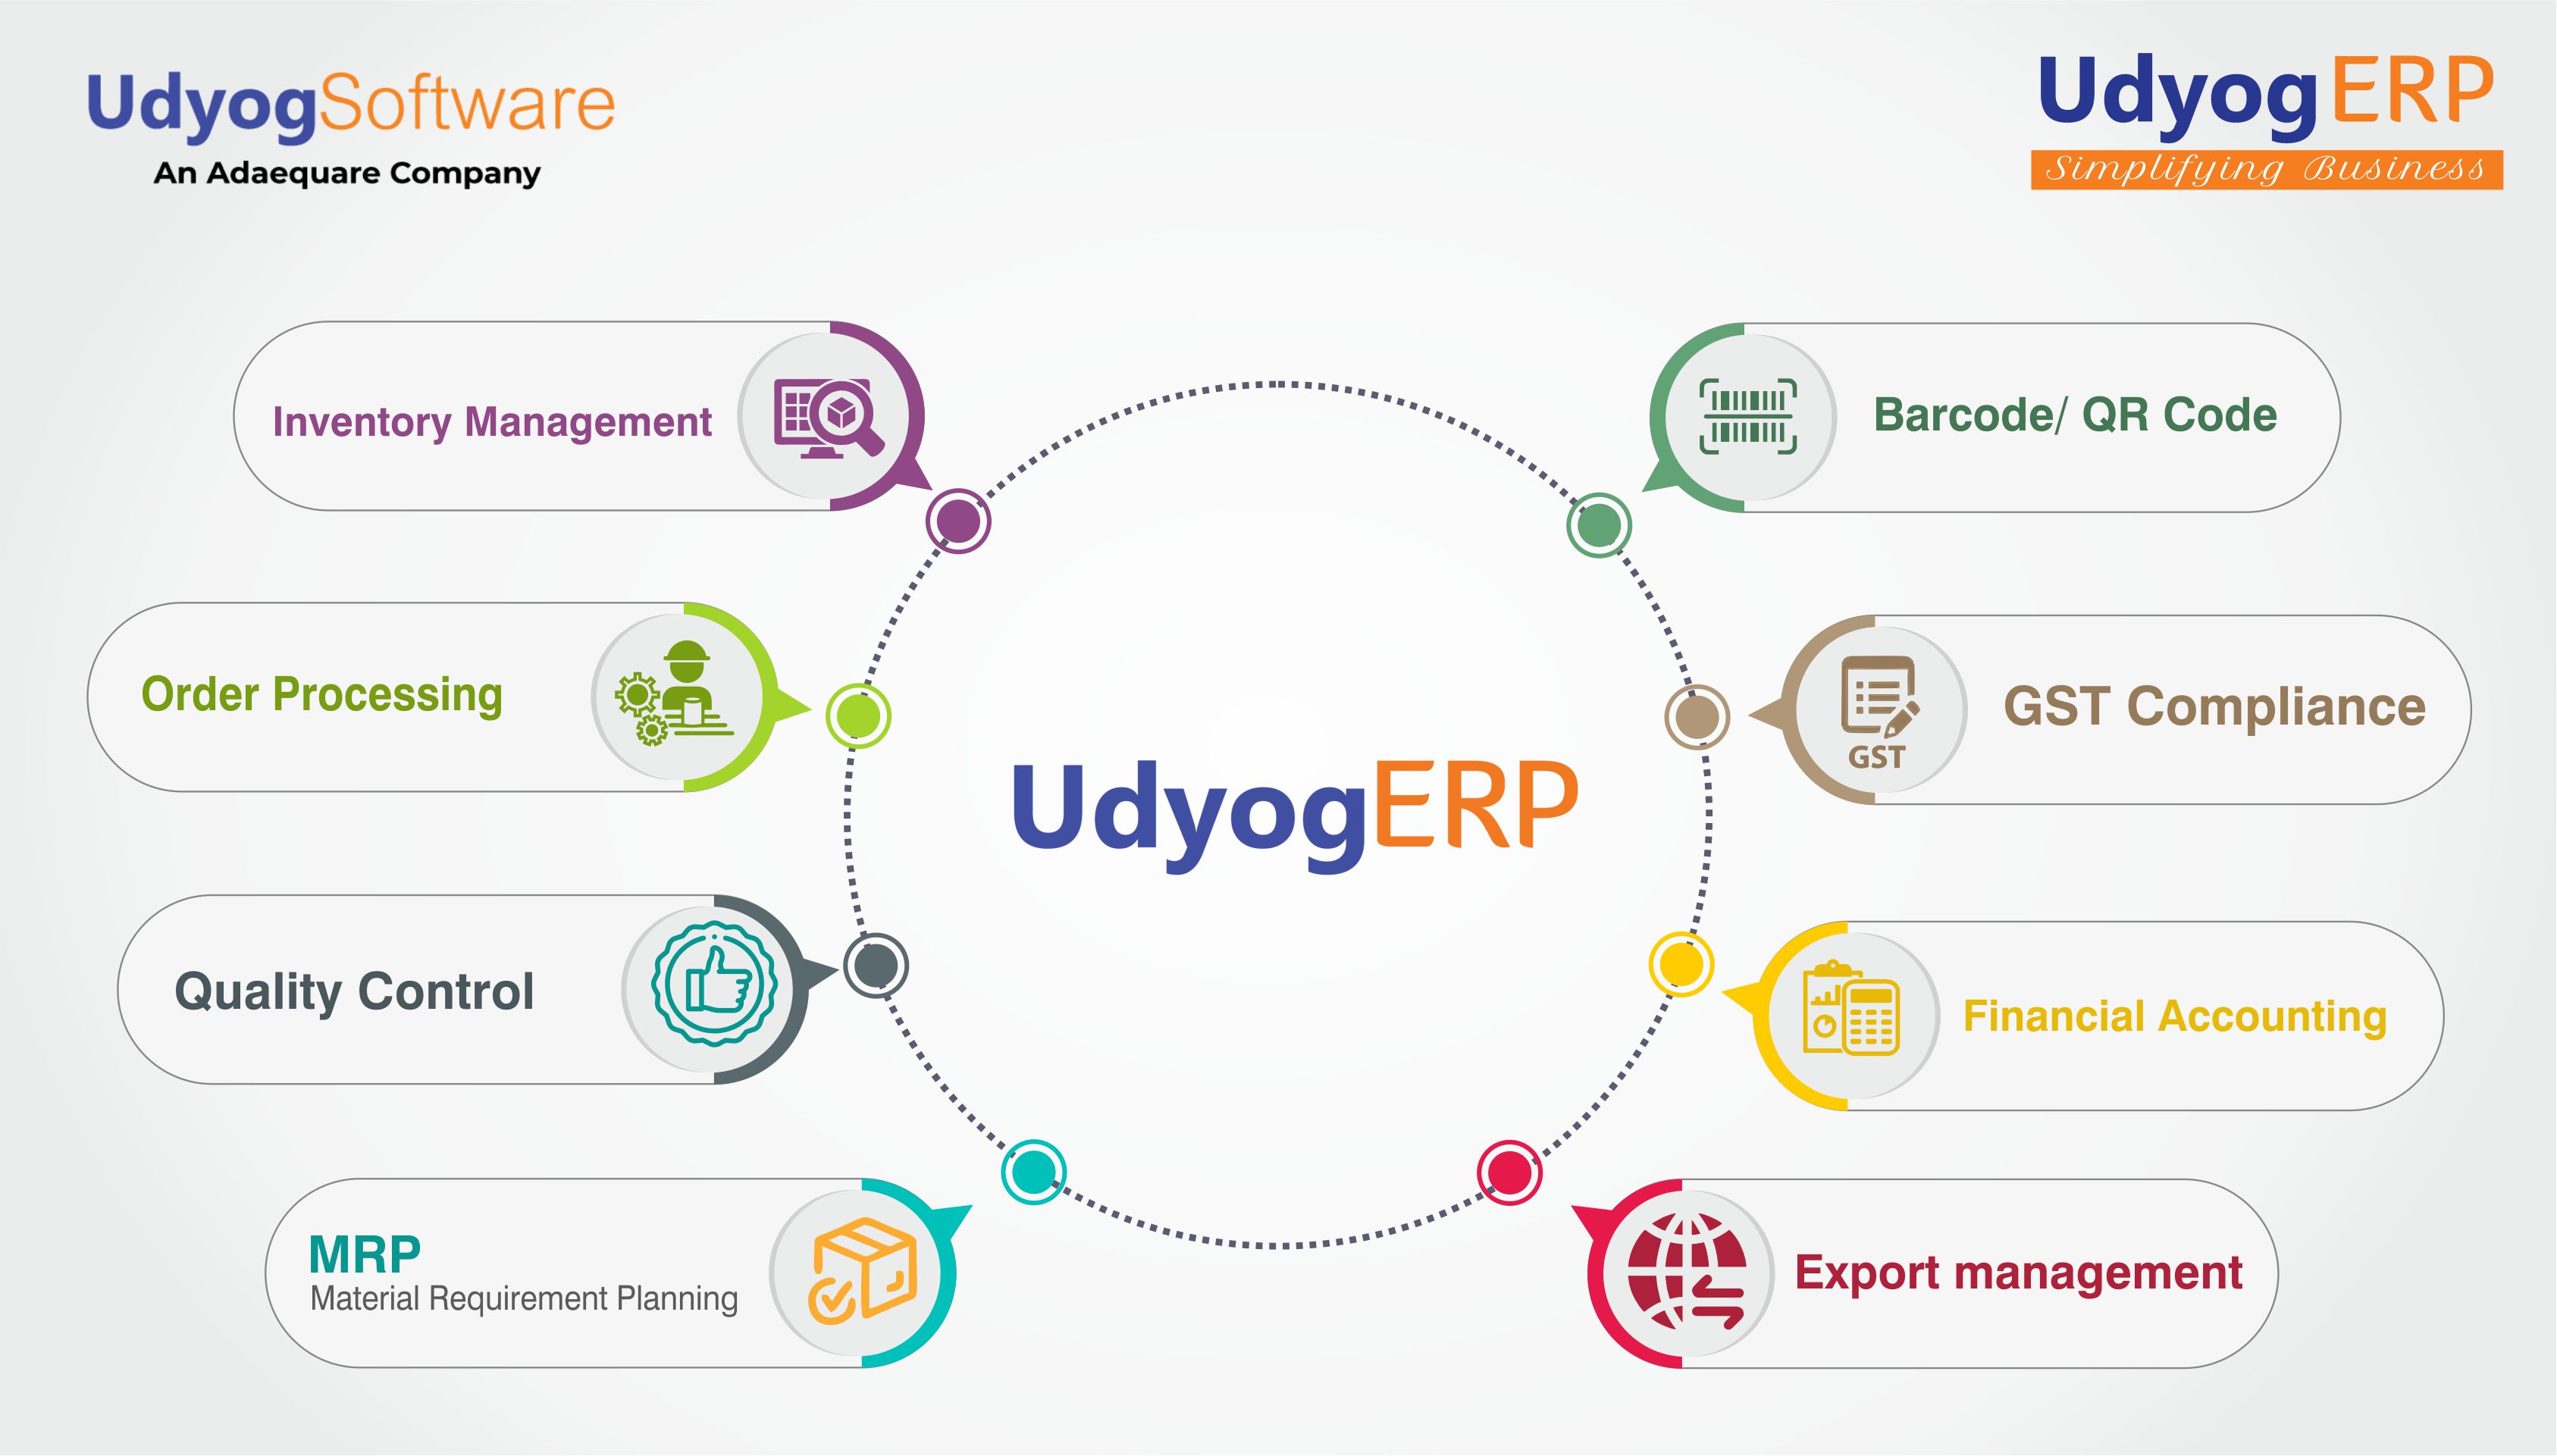 UdyogSoftware
An Adaequare Company
UdyogERP
Simplifying Business
Inventory Management
Order Processing
Quality Control
MRP
Material Requirement Planning
UdyogERP
Barcode/ QR Code
GST
GST Compliance
Financial Accounting
Export management